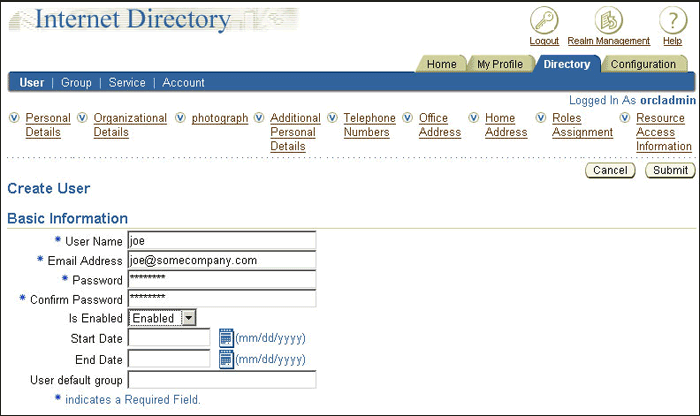 Internet Directory
Logout Realm Management Help
Home My Profile Directory Configuration
User | Group | Service | Account
Logged In As orcladmin
Personal Details
Organizational Details
photograph
Additional Personal Details
Telephone Numbers
Office Address
Home Address
Roles Assignment
Resource Access Information
Cancel Submit
Create User
Basic Information
* User Name joe
* Email Address joe@somecompany.com
* Password ********
* Confirm Password ********
Is Enabled Enabled
Start Date (mm/dd/yyyy)
End Date (mm/dd/yyyy)
User default group
* indicates a Required Field.